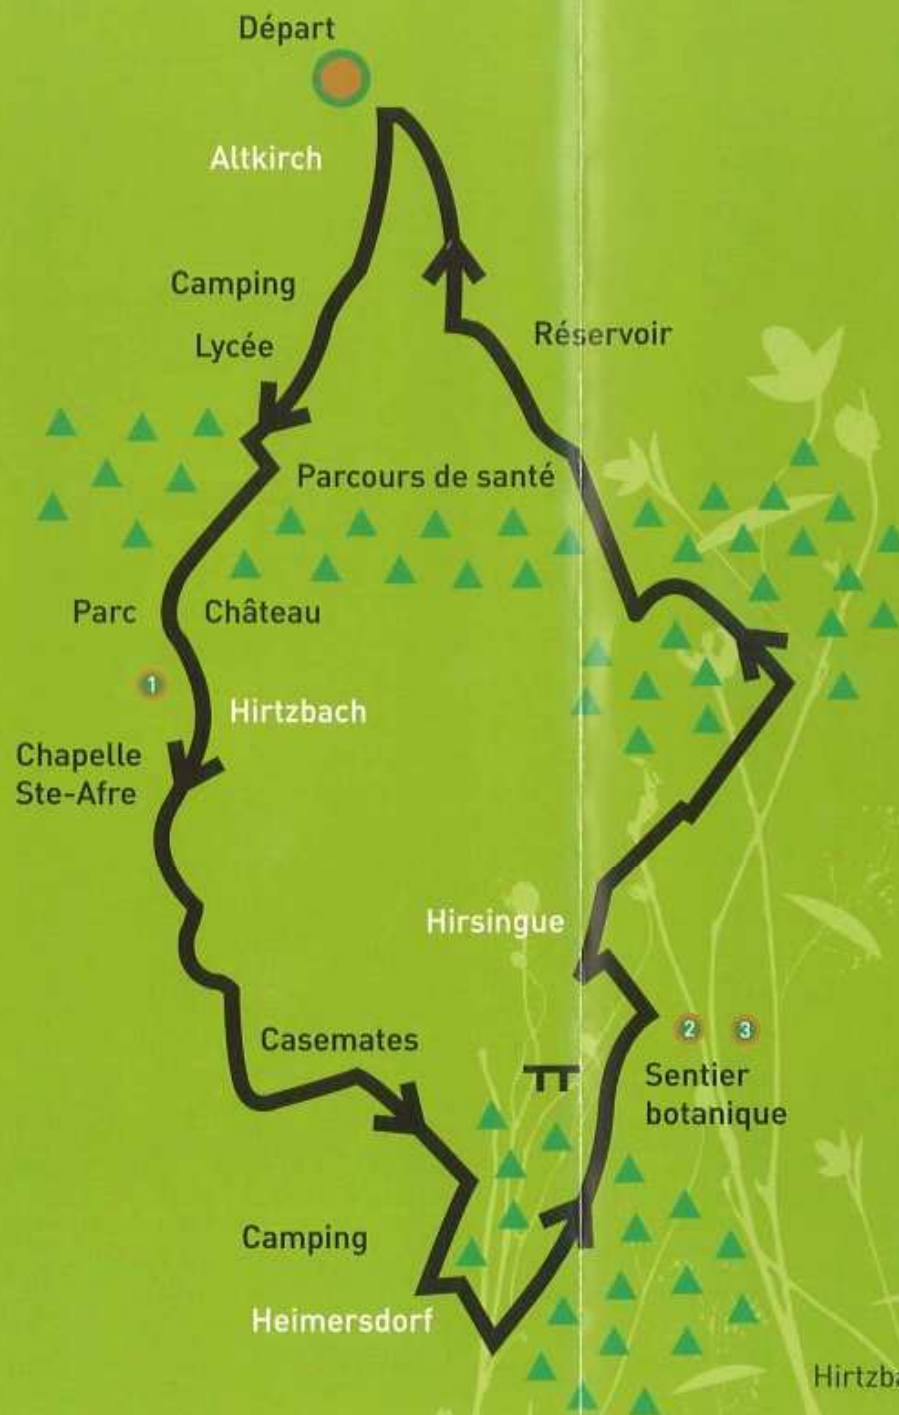 Départ
Altkirch
Camping
Lycée
Réservoir
Parcours de santé
Parc
Château
1
Hirtzbach
Chapelle
Ste-Afre
Hirsingue
2
3
Casemates
Sentier
botanique
Camping
Heimersdorf
Hirtzba